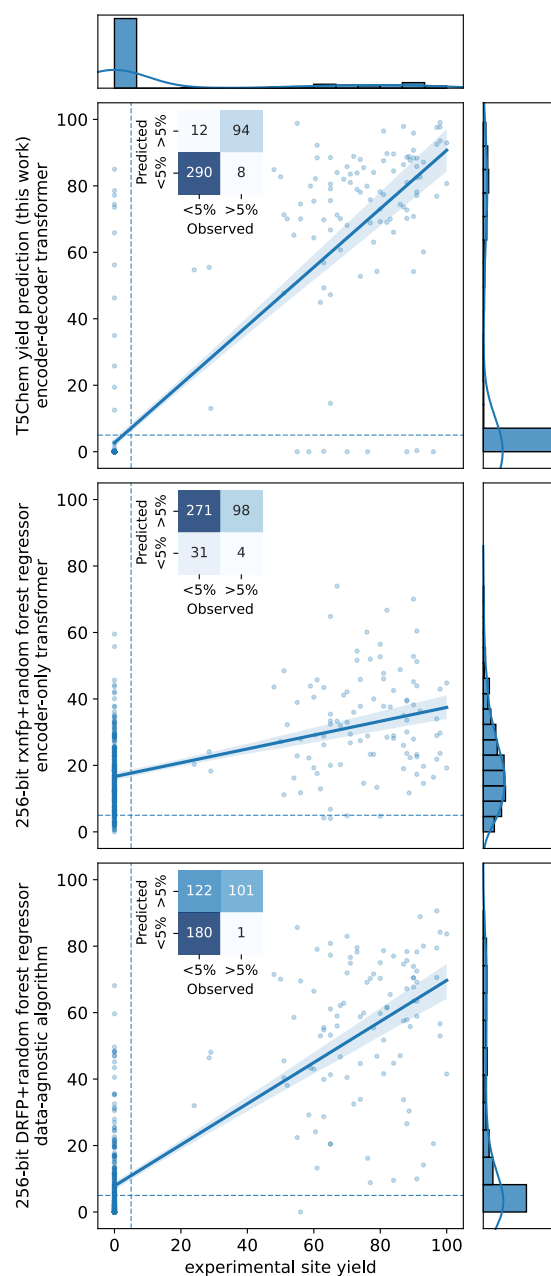 T5Chem yield prediction (this work)
encoder-decoder transformer
100
80
60
40
20
0
Predicted
<5% >5%
12 94
290 8
<5% >5%
Observed
256-bit rxnfp+random forest regressor
encoder-only transformer
100
80
60
40
20
0
Predicted
<5% >5%
271 98
31 4
<5% >5%
Observed
256-bit DRFP+random forest regressor
data-agnostic algorithm
100
80
60
40
20
0
Predicted
<5% >5%
122 101
180 1
<5% >5%
Observed
0 20 40 60 80 100
experimental site yield